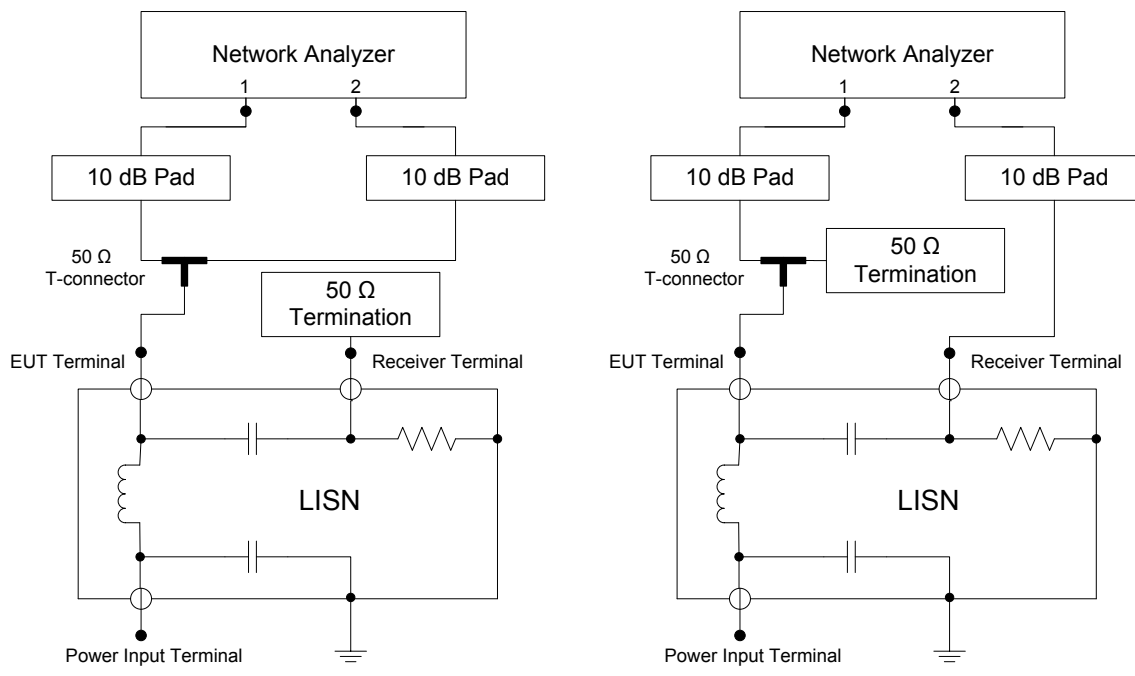 Network Analyzer
1 2
10 dB Pad
10 dB Pad
50 Ω
T-connector
50 Ω
Termination
EUT Terminal
Receiver Terminal
LISN
Power Input Terminal
Network Analyzer
1 2
10 dB Pad
10 dB Pad
50 Ω
T-connector
50 Ω
Termination
EUT Terminal
Receiver Terminal
LISN
Power Input Terminal